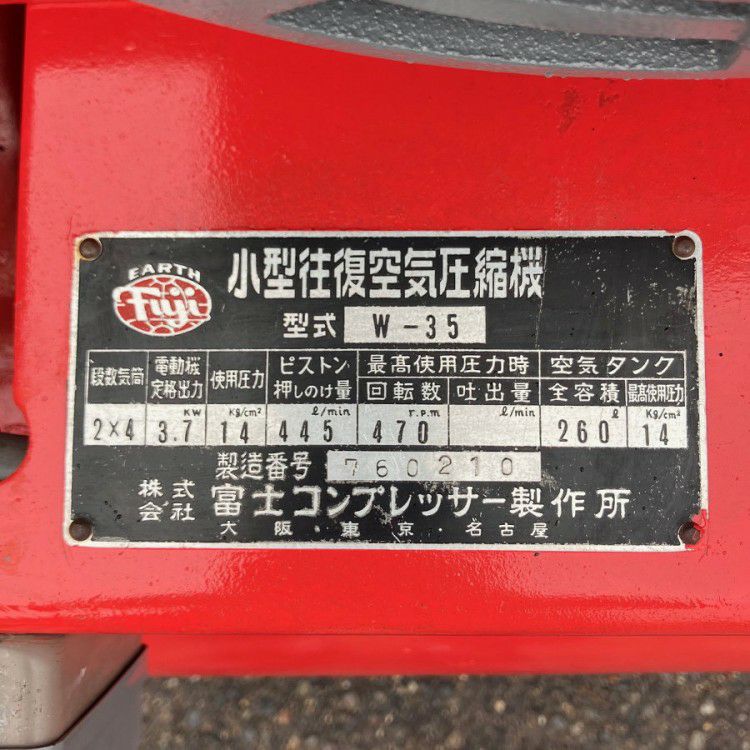 EARTH
Fuji
小型往復空気圧縮機
型式 W-35
段数気筒 電動機定格出力 使用圧力 ピストン押しのけ量 最高使用圧力時 空気タンク
回転数 吐出量 全容積 最高使用圧力
KW Kg/cm² ℓ/min r.p.m ℓ/min ℓ Kg/cm²
2×4 3.7 14 445 470 260 14
製造番号 760210
株式会社 富士コンプレッサー製作所
大阪・東京・名古屋